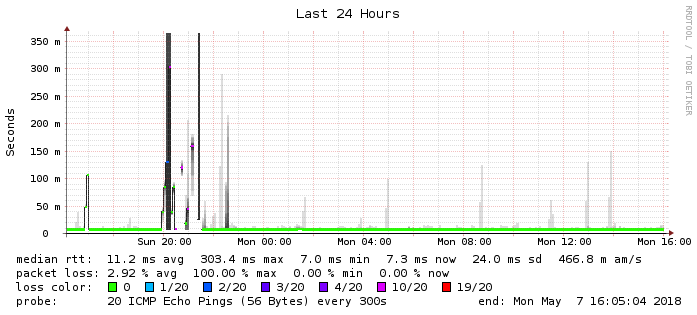 Last 24 Hours
RRDTOOL / TOBI OETIKER
Seconds
350 m
300 m
250 m
200 m
150 m
100 m
50 m
0
Sun 20:00 Mon 00:00 Mon 04:00 Mon 08:00 Mon 12:00 Mon 16:00
median rtt: 11.2 ms avg 303.4 ms max 7.0 ms min 7.3 ms now 24.0 ms sd 466.8 m am/s
packet loss: 2.92 % avg 100.00 % max 0.00 % min 0.00 % now
loss color: 0 1/20 2/20 3/20 4/20 10/20 19/20
probe: 20 ICMP Echo Pings (56 Bytes) every 300s end: Mon May 7 16:05:04 2018